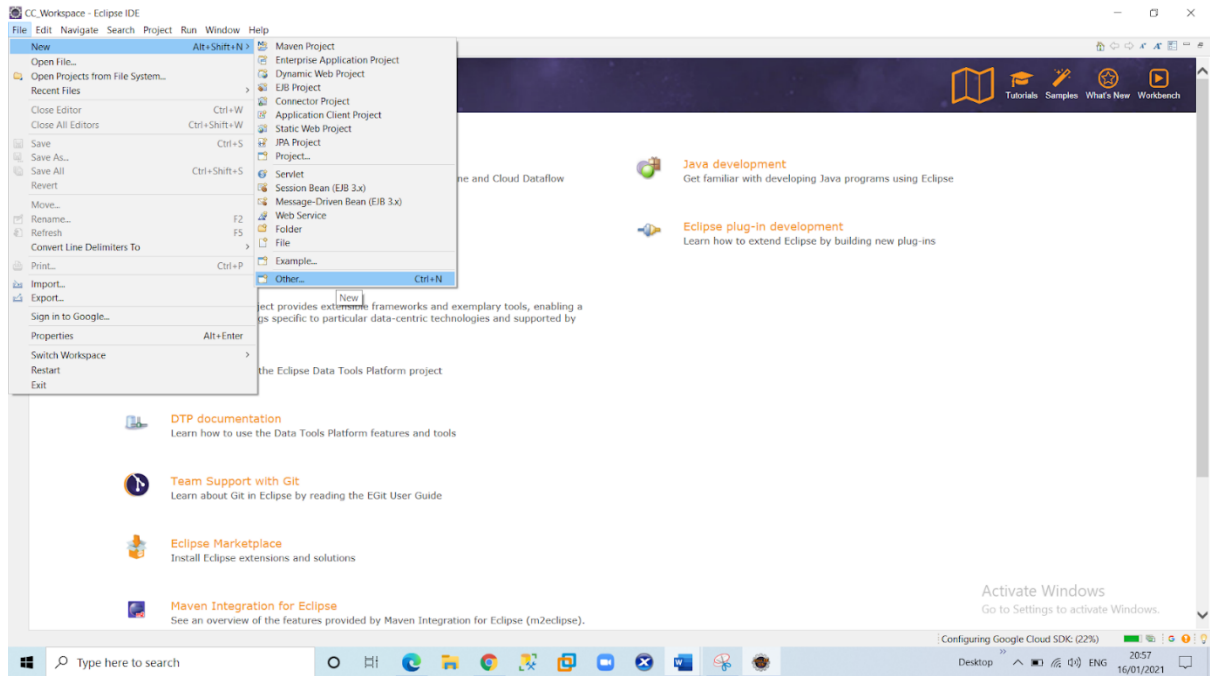 CC_Workspace - Eclipse IDE
File Edit Navigate Search Project Run Window Help
New Alt+Shift+N >
Open File...
Open Projects from File System...
Recent Files >
Close Editor Ctrl+W
Close All Editors Ctrl+Shift+W
Save Ctrl+S
Save As...
Save All Ctrl+Shift+S
Revert
Move...
Rename... F2
Refresh F5
Convert Line Delimiters To >
Print... Ctrl+P
Import...
Export...
Sign in to Google...
Properties Alt+Enter
Switch Workspace >
Restart
Exit
Maven Project
Enterprise Application Project
Dynamic Web Project
EJB Project
Connector Project
Application Client Project
Static Web Project
JPA Project
Project...
Servlet
Session Bean (EJB 3.x)
Message-Driven Bean (EJB 3.x)
Web Service
Folder
File
Example...
Other... Ctrl+N
New
Tutorials Samples What's New Workbench
ne and Cloud Dataflow
Java development
Get familiar with developing Java programs using Eclipse
Eclipse plug-in development
Learn how to extend Eclipse by building new plug-ins
ject provides extensible frameworks and exemplary tools, enabling a
gs specific to particular data-centric technologies and supported by
the Eclipse Data Tools Platform project
DTP documentation
Learn how to use the Data Tools Platform features and tools
Team Support with Git
Learn about Git in Eclipse by reading the EGit User Guide
Eclipse Marketplace
Install Eclipse extensions and solutions
Maven Integration for Eclipse
See an overview of the features provided by Maven Integration for Eclipse (m2eclipse).
Activate Windows
Go to Settings to activate Windows.
Configuring Google Cloud SDK: (22%)
Type here to search
Desktop
ENG
20:57
16/01/2021